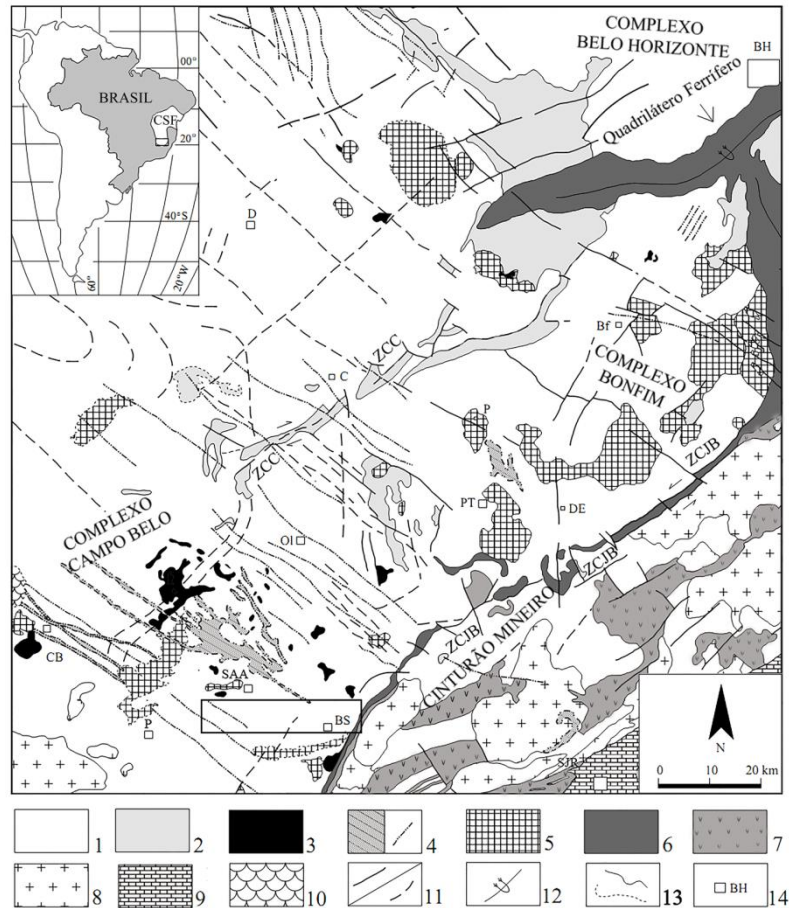 COMPLEXO
BELO HORIZONTE
BH
00°
BRASIL
CSF
20°
40°S
60°
20°W
Quadrilátero Ferrífero
D
Bf
COMPLEXO
BONFIM
ZCC
C
P
ZCJB
ZCC
PT
DE
COMPLEXO
CAMPO BELO
Ol
ZCJB
ZCJB
CINTURÃO MINEIRO
CB
SAA
P
BS
SJR
N
0 10 20 km
1 2 3 4 5 6 7
8 9 10 11 12 13 14
BH